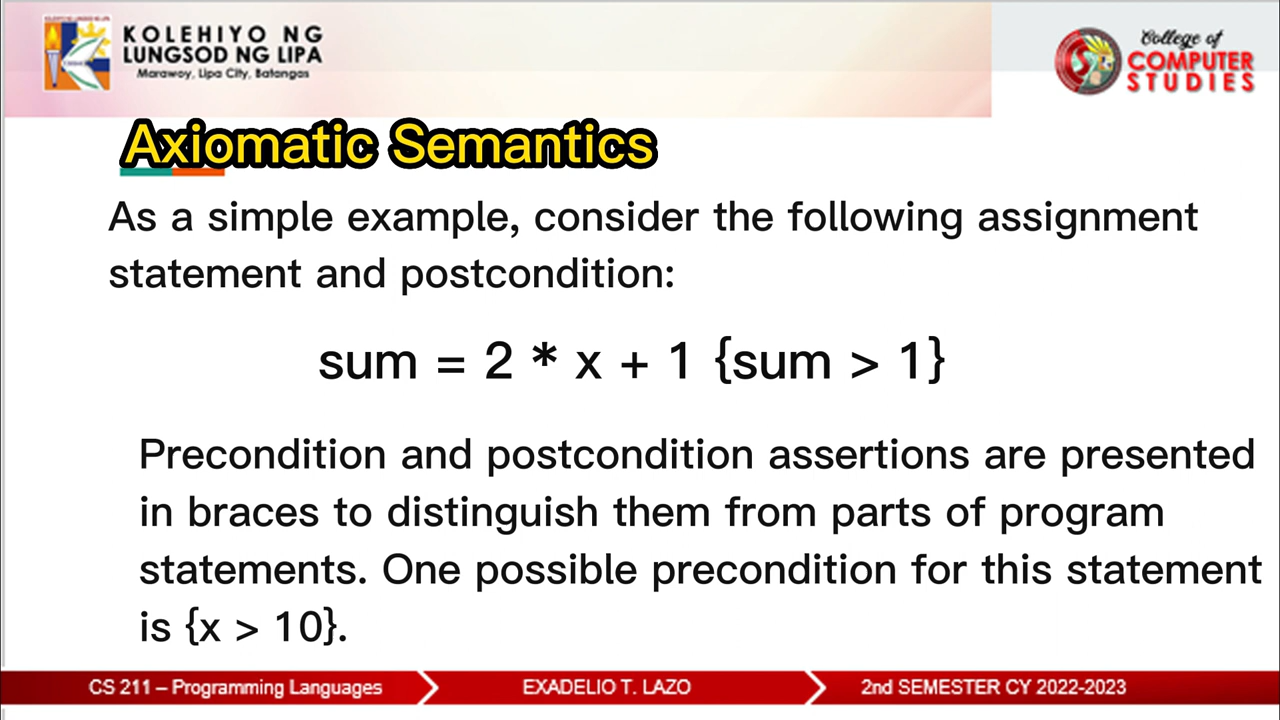 KOLEHIYO NG
LUNGSOD NG LIPA
Marawoy, Lipa City, Batangas
College of
COMPUTER
STUDIES
Axiomatic Semantics
As a simple example, consider the following assignment
statement and postcondition:
sum = 2 * x + 1 {sum > 1}
Precondition and postcondition assertions are presented
in braces to distinguish them from parts of program
statements. One possible precondition for this statement
is {x > 10}.
CS 211 – Programming Languages
EXADELIO T. LAZO
2nd SEMESTER CY 2022-2023